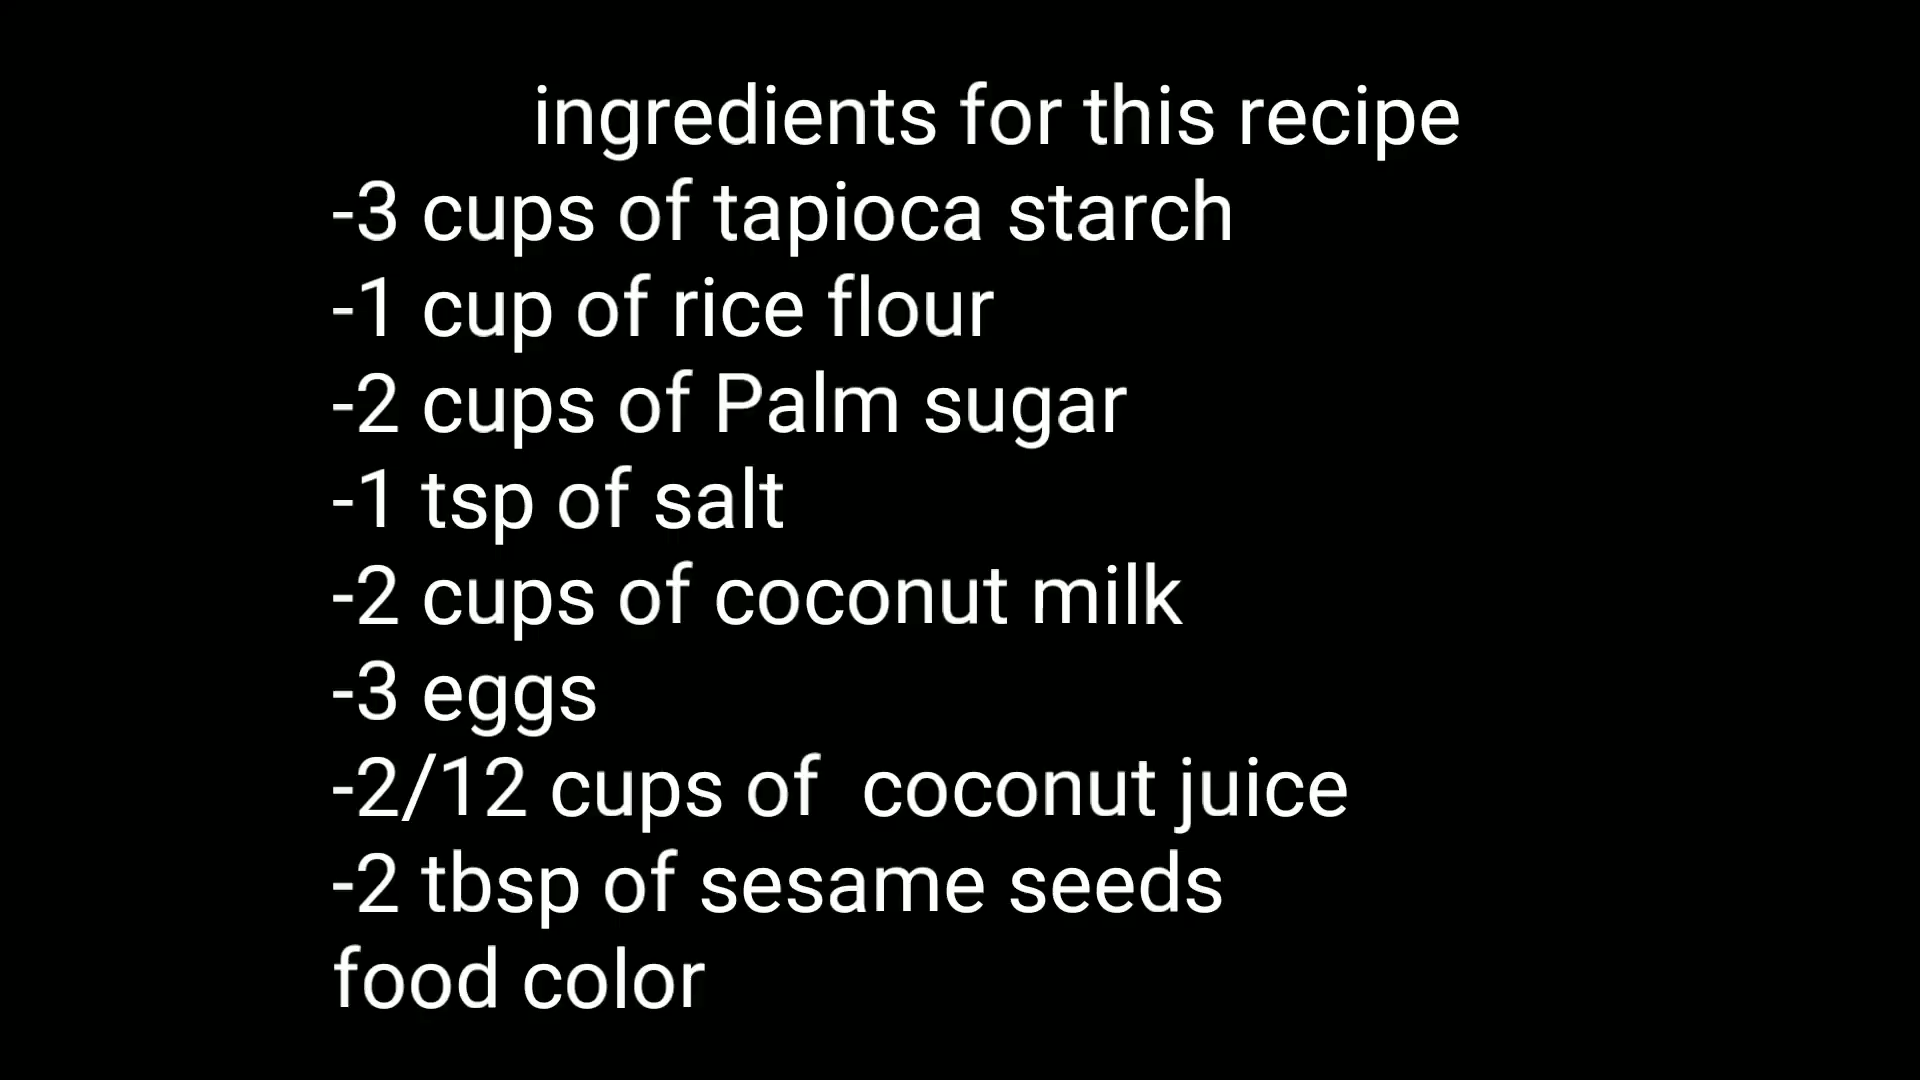 ingredients for this recipe
-3 cups of tapioca starch
-1 cup of rice flour
-2 cups of Palm sugar
-1 tsp of salt
-2 cups of coconut milk
-3 eggs
-2/12 cups of  coconut juice
-2 tbsp of sesame seeds
food color